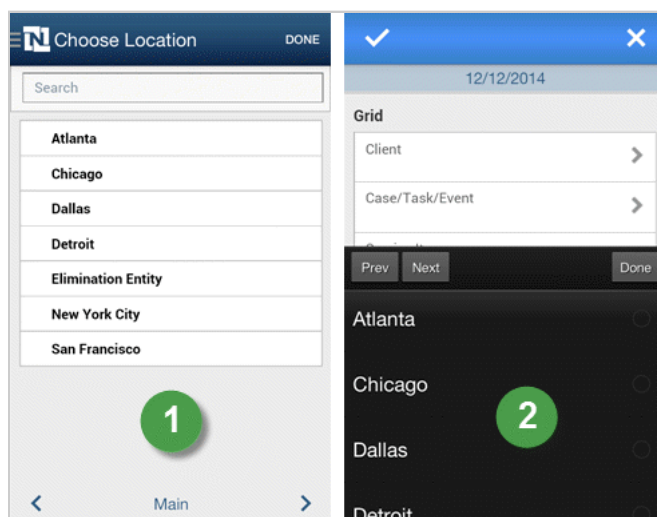 N Choose Location DONE
Search
Atlanta
Chicago
Dallas
Detroit
Elimination Entity
New York City
San Francisco
1
Main
12/12/2014
Grid
Client
Case/Task/Event
Prev Next Done
Atlanta
Chicago
2
Dallas
Detroit